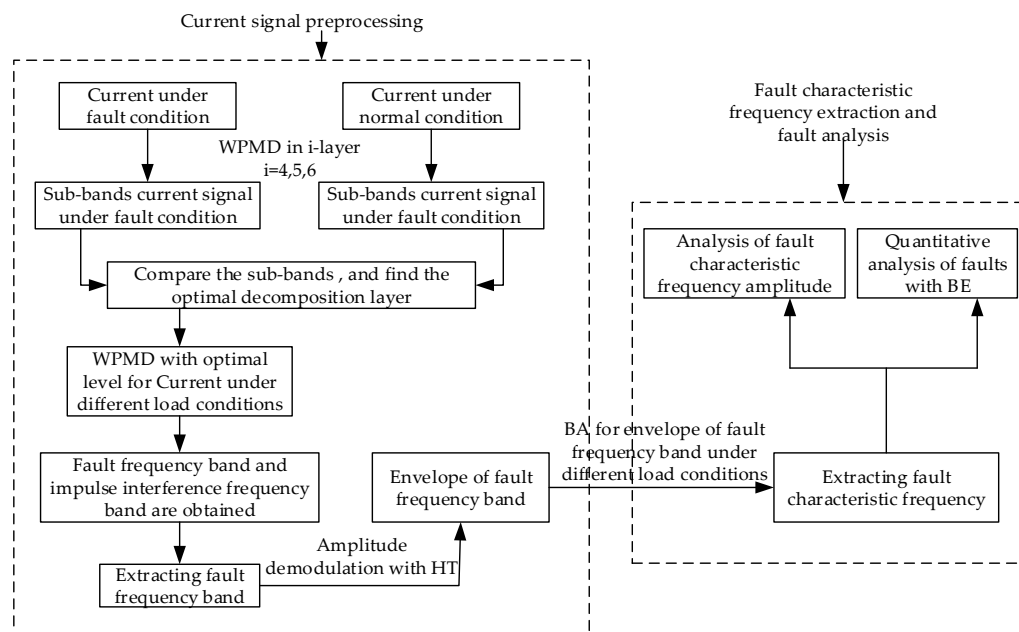 Current signal preprocessing
Current under
fault condition
Current under
normal condition
WPMD in i-layer
i=4,5,6
Sub-bands current signal
under fault condition
Sub-bands current signal
under fault condition
Compare the sub-bands , and find the
optimal decomposition layer
WPMD with optimal
level for Current under
different load conditions
Fault frequency band and
impulse interference frequency
band are obtained
Extracting fault
frequency band
Amplitude
demodulation with HT
Envelope of fault
frequency band
BA for envelope of fault
frequency band under
different load conditions
Fault characteristic
frequency extraction and
fault analysis
Analysis of fault
characteristic
frequency amplitude
Quantitative
analysis of faults
with BE
Extracting fault
characteristic frequency